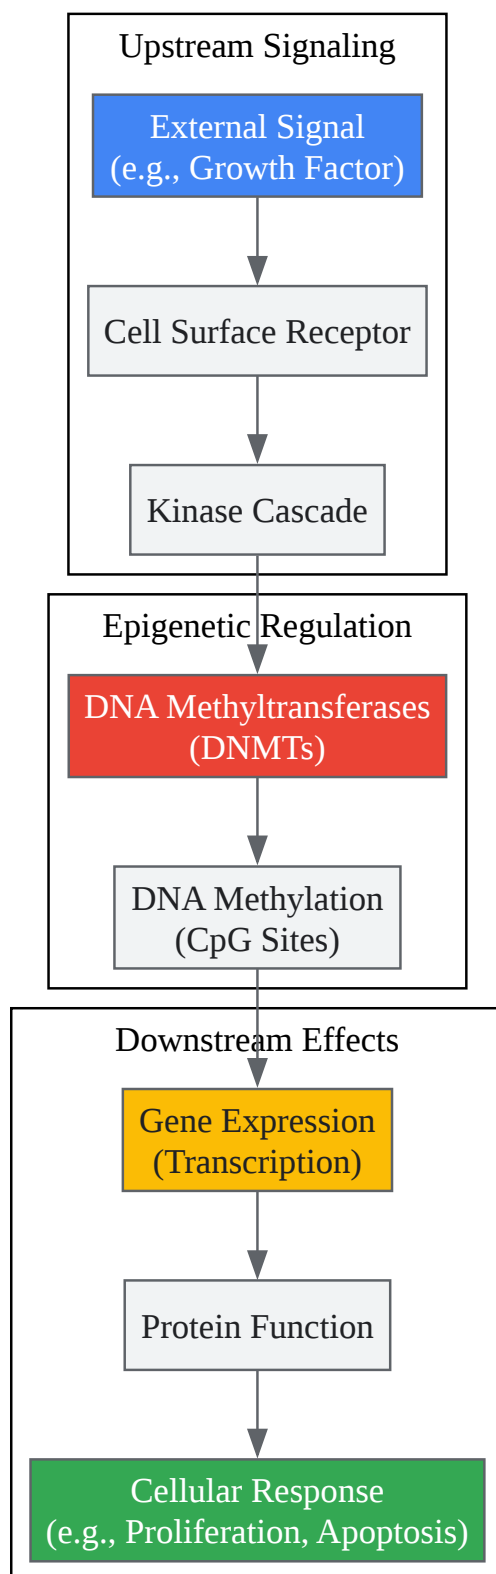 Upstream Signaling
External Signal
(e.g., Growth Factor)
Cell Surface Receptor
Kinase Cascade
Epigenetic Regulation
DNA Methyltransferases
(DNMTs)
DNA Methylation
(CpG Sites)
Downstream Effects
Gene Expression
(Transcription)
Protein Function
Cellular Response
(e.g., Proliferation, Apoptosis)